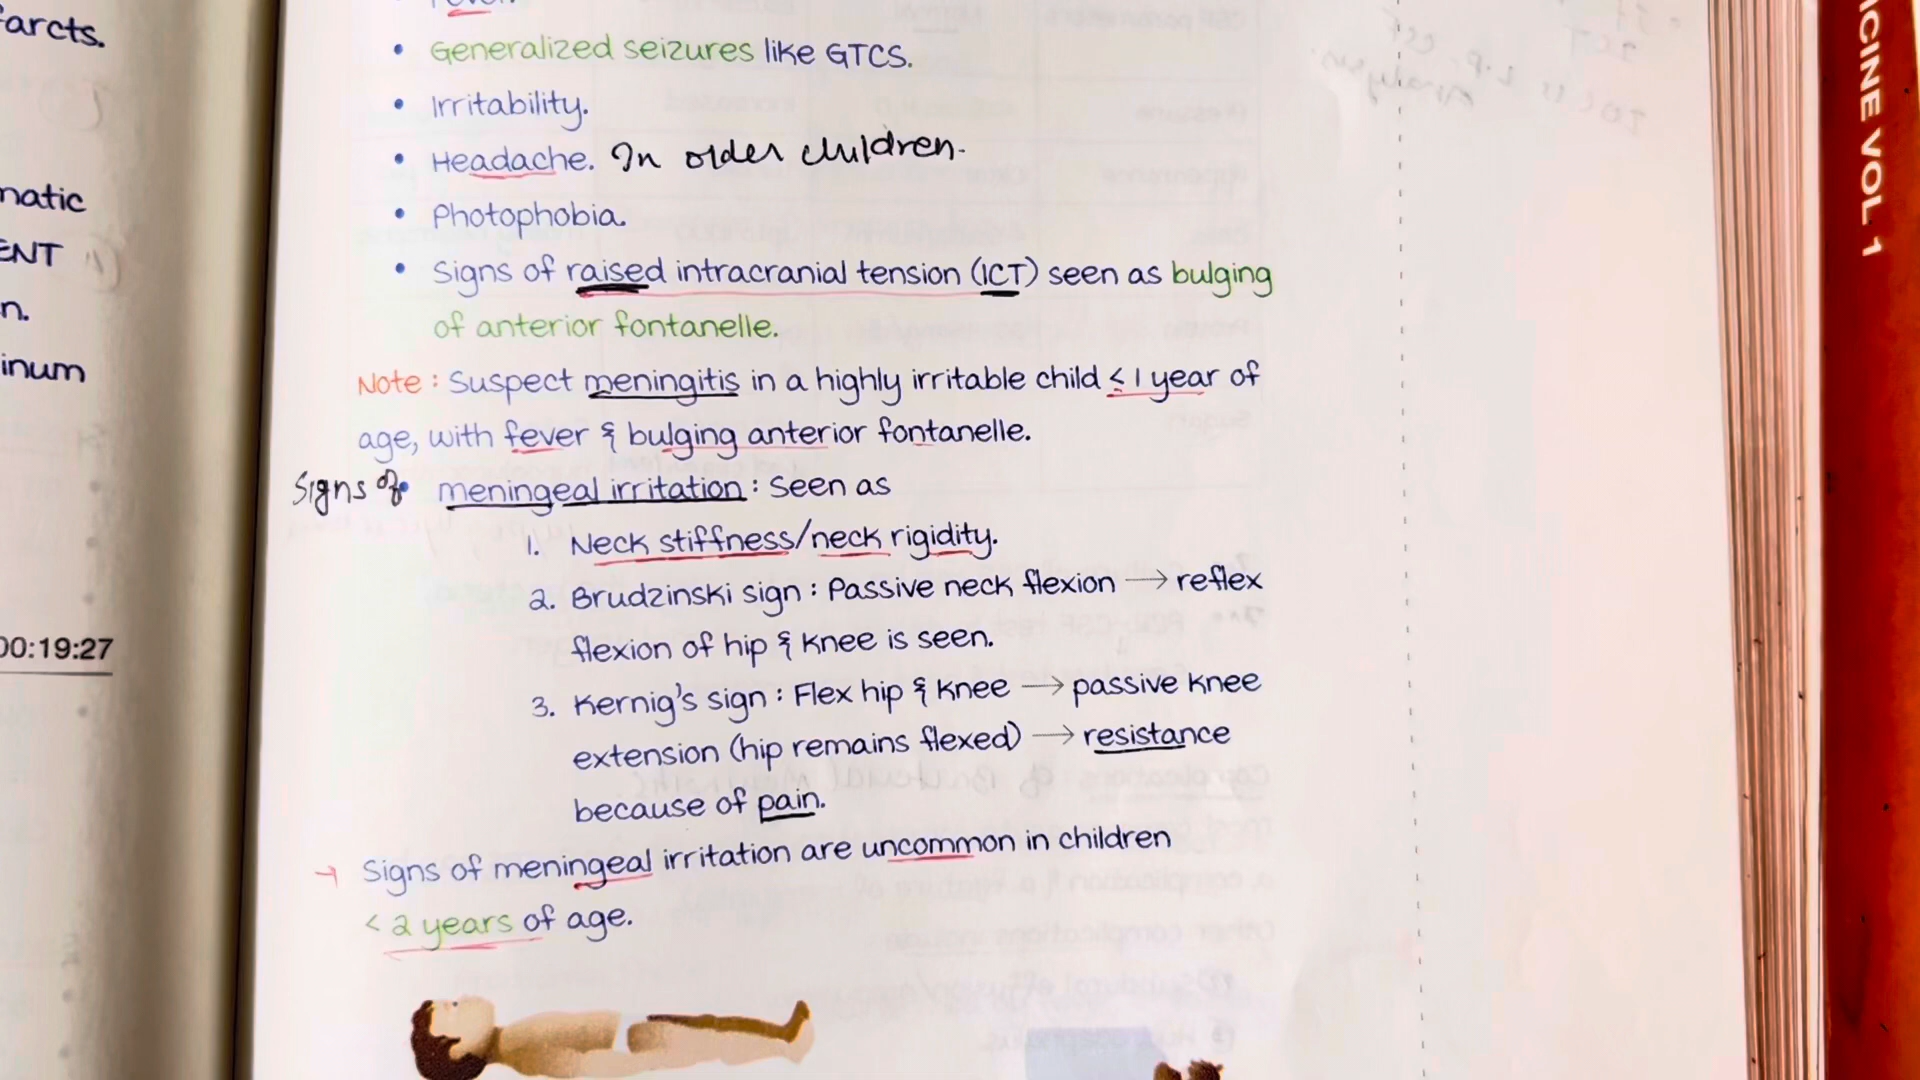 arcts.
matic
ENT
n.
inum
00:19:27
• Generalized seizures like GTCS.
• Irritability.
• Headache. In older children.
• Photophobia.
• Signs of raised intracranial tension (ICT) seen as bulging
of anterior fontanelle.
Note : Suspect meningitis in a highly irritable child ≤ 1 year of
age, with fever & bulging anterior fontanelle.
Signs of • meningeal irritation : Seen as
1. Neck stiffness/neck rigidity.
2. Brudzinski sign : Passive neck flexion → reflex
flexion of hip & knee is seen.
3. Kernig's sign : Flex hip & knee → passive knee
extension (hip remains flexed) → resistance
because of pain.
→ Signs of meningeal irritation are uncommon in children
< 2 years of age.
ICINE VOL 1